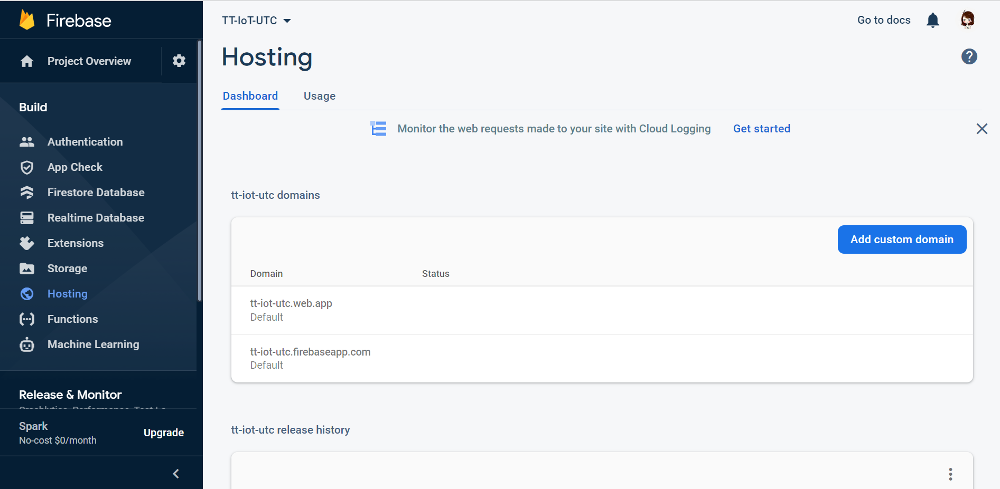 Firebase
Project Overview
Build
Authentication
App Check
Firestore Database
Realtime Database
Extensions
Storage
Hosting
Functions
Machine Learning
Release & Monitor
Spark
No-cost $0/month
Upgrade
TT-IoT-UTC
Go to docs
Hosting
Dashboard Usage
Monitor the web requests made to your site with Cloud Logging Get started
tt-iot-utc domains
Add custom domain
Domain Status
tt-iot-utc.web.app
Default
tt-iot-utc.firebaseapp.com
Default
tt-iot-utc release history